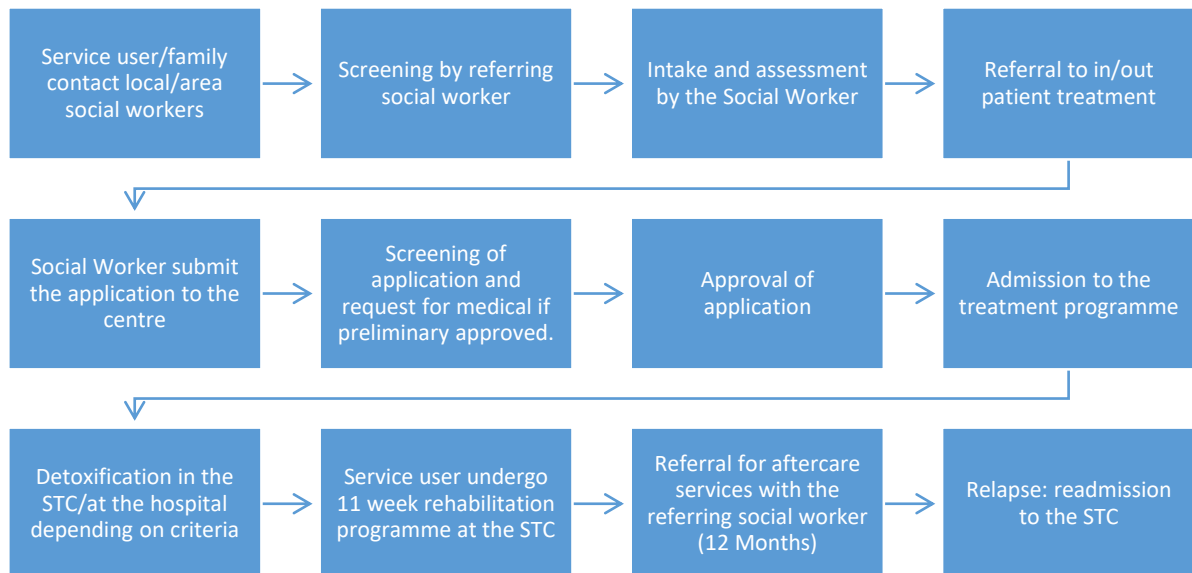 Service user/family
contact local/area
social workers
Screening by referring
social worker
Intake and assessment
by the Social Worker
Referral to in/out
patient treatment
Social Worker submit
the application to the
centre
Screening of
application and
request for medical if
preliminary approved.
Approval of
application
Admission to the
treatment programme
Detoxification in the
STC/at the hospital
depending on criteria
Service user undergo
11 week rehabilitation
programme at the STC
Referral for aftercare
services with the
referring social worker
(12 Months)
Relapse: readmission
to the STC